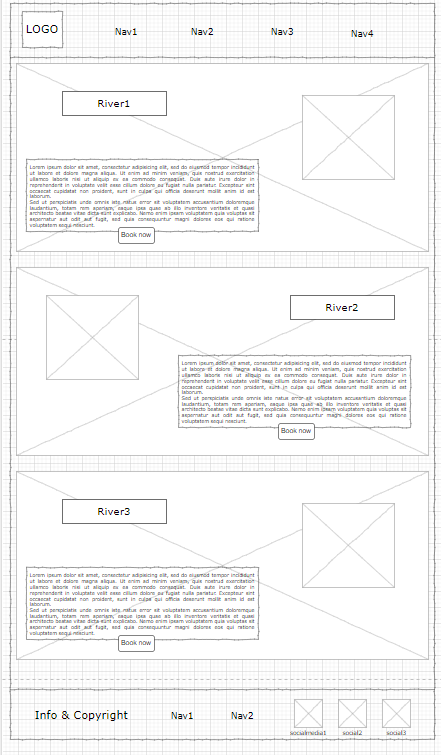 LOGO
Nav1
Nav2
Nav3
Nav4
River1
Lorem ipsum dolor sit amet, consectetur adipisicing elit, sed do eiusmod tempor incididunt
ut labore et dolore magna aliqua. Ut enim ad minim veniam, quis nostrud exercitation
ullamco laboris nisi ut aliquip ex ea commodo consequat. Duis aute irure dolor in
reprehenderit in voluptate velit esse cillum dolore eu fugiat nulla pariatur. Excepteur sint
occaecat cupidatat non proident, sunt in culpa qui officia deserunt mollit anim id est
laborum.
Sed ut perspiciatis unde omnis iste natus error sit voluptatem accusantium doloremque
laudantium, totam rem aperiam, eaque ipsa quae ab illo inventore veritatis et quasi
architecto beatae vitae dicta sunt explicabo. Nemo enim ipsam voluptatem quia voluptas sit
aspernatur aut odit aut fugit, sed quia consequuntur magni dolores eos qui ratione
voluptatem sequi nesciunt.
Book now
River2
Lorem ipsum dolor sit amet, consectetur adipisicing elit, sed do eiusmod tempor incididunt
ut labore et dolore magna aliqua. Ut enim ad minim veniam, quis nostrud exercitation
ullamco laboris nisi ut aliquip ex ea commodo consequat. Duis aute irure dolor in
reprehenderit in voluptate velit esse cillum dolore eu fugiat nulla pariatur. Excepteur sint
occaecat cupidatat non proident, sunt in culpa qui officia deserunt mollit anim id est
laborum.
Sed ut perspiciatis unde omnis iste natus error sit voluptatem accusantium doloremque
laudantium, totam rem aperiam, eaque ipsa quae ab illo inventore veritatis et quasi
architecto beatae vitae dicta sunt explicabo. Nemo enim ipsam voluptatem quia voluptas sit
aspernatur aut odit aut fugit, sed quia consequuntur magni dolores eos qui ratione
voluptatem sequi nesciunt.
Book now
River3
Lorem ipsum dolor sit amet, consectetur adipisicing elit, sed do eiusmod tempor incididunt
ut labore et dolore magna aliqua. Ut enim ad minim veniam, quis nostrud exercitation
ullamco laboris nisi ut aliquip ex ea commodo consequat. Duis aute irure dolor in
reprehenderit in voluptate velit esse cillum dolore eu fugiat nulla pariatur. Excepteur sint
occaecat cupidatat non proident, sunt in culpa qui officia deserunt mollit anim id est
laborum.
Sed ut perspiciatis unde omnis iste natus error sit voluptatem accusantium doloremque
laudantium, totam rem aperiam, eaque ipsa quae ab illo inventore veritatis et quasi
architecto beatae vitae dicta sunt explicabo. Nemo enim ipsam voluptatem quia voluptas sit
aspernatur aut odit aut fugit, sed quia consequuntur magni dolores eos qui ratione
voluptatem sequi nesciunt.
Book now
Info & Copyright
Nav1
Nav2
socialmedia1
social2
social3